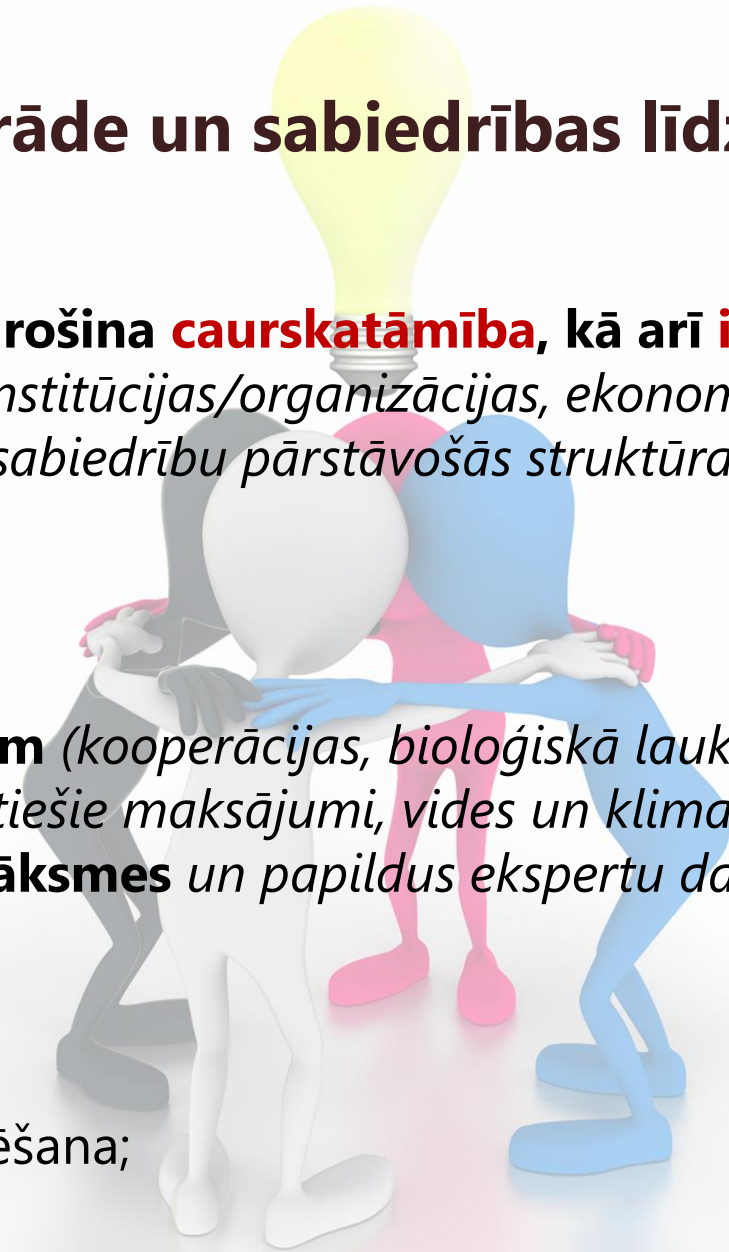 rāde un sabiedrības līdz
rošina caurskatāmība, kā arī i
nstitūcijas/organizācijas, ekonom
sabiedrību pārstāvošās struktūra
m (kooperācijas, bioloģiskā lauk
tiešie maksājumi, vides un klima
āksmes un papildus ekspertu da
ēšana;